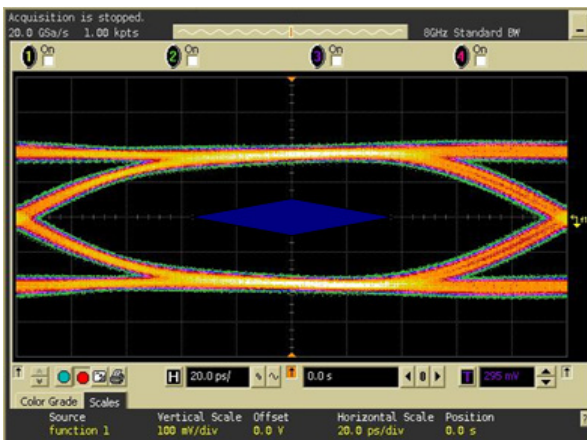 Acquisition is stopped.
20.0 GSa/s 1.00 kpts
8GHz Standard BW
1 On
2 On
3 On
4 On
H 20.0 ps/
0.0 s
0
T 295 mV
Color Grade Scales
Source Vertical Scale Offset Horizontal Scale Position
function 1 100 mV/div 0.0 V 20.0 ps/div 0.0 s